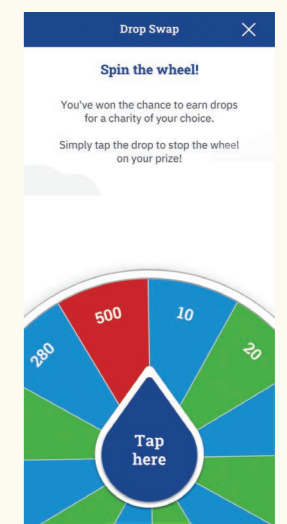 Drop Swap
Spin the wheel!
You've won the chance to earn drops
for a charity of your choice.
Simply tap the drop to stop the wheel
on your prize!
500
10
280
20
Tap
here